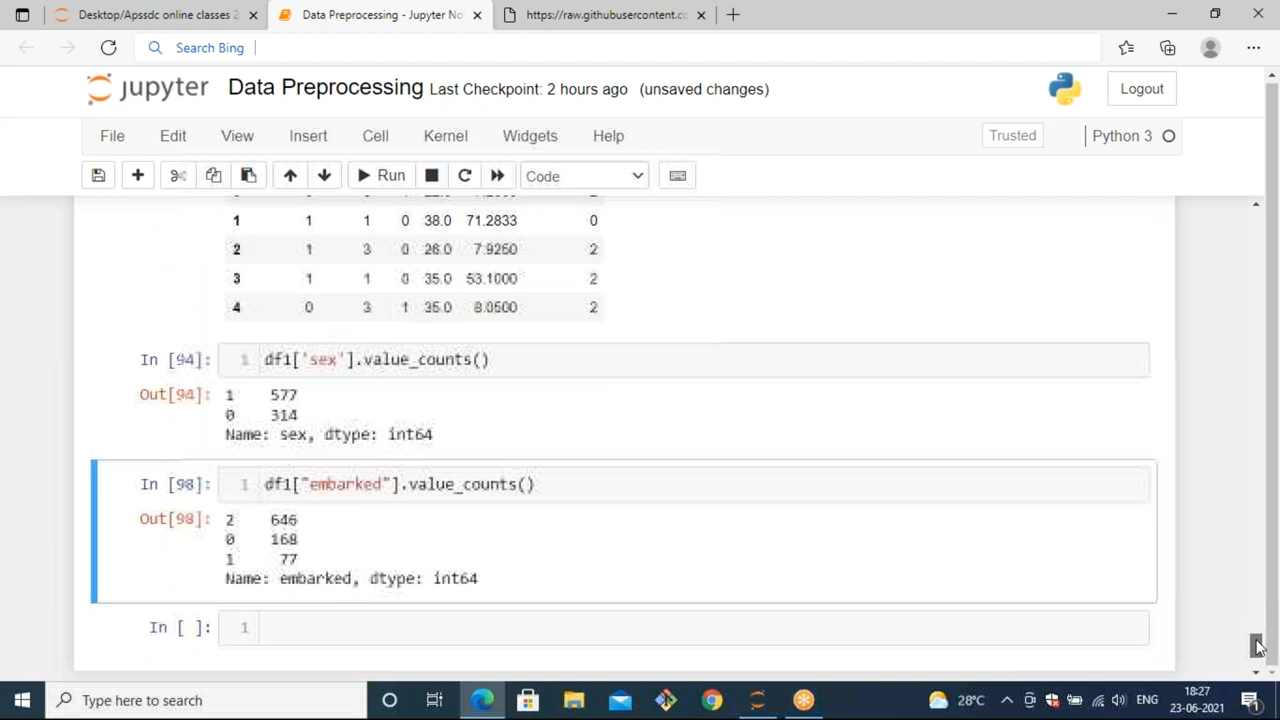 Desktop/Apssdc online classes 2
Data Preprocessing - Jupyter No
https://raw.githubusercontent.co
Search Bing
jupyter Data Preprocessing Last Checkpoint: 2 hours ago (unsaved changes)
Logout
File Edit View Insert Cell Kernel Widgets Help
Trusted
Python 3
Run
Code
1 1 1 0 38.0 71.2833 0
2 1 3 0 26.0 7.9250 2
3 1 1 0 35.0 53.1000 2
4 0 3 1 35.0 8.0500 2
In [94]: 1 df1['sex'].value_counts()
Out[94]: 1 577
0 314
Name: sex, dtype: int64
In [98]: 1 df1["embarked"].value_counts()
Out[98]: 2 646
0 168
1 77
Name: embarked, dtype: int64
In [ ]: 1
Type here to search
28°C
ENG
18:27
23-06-2021
1